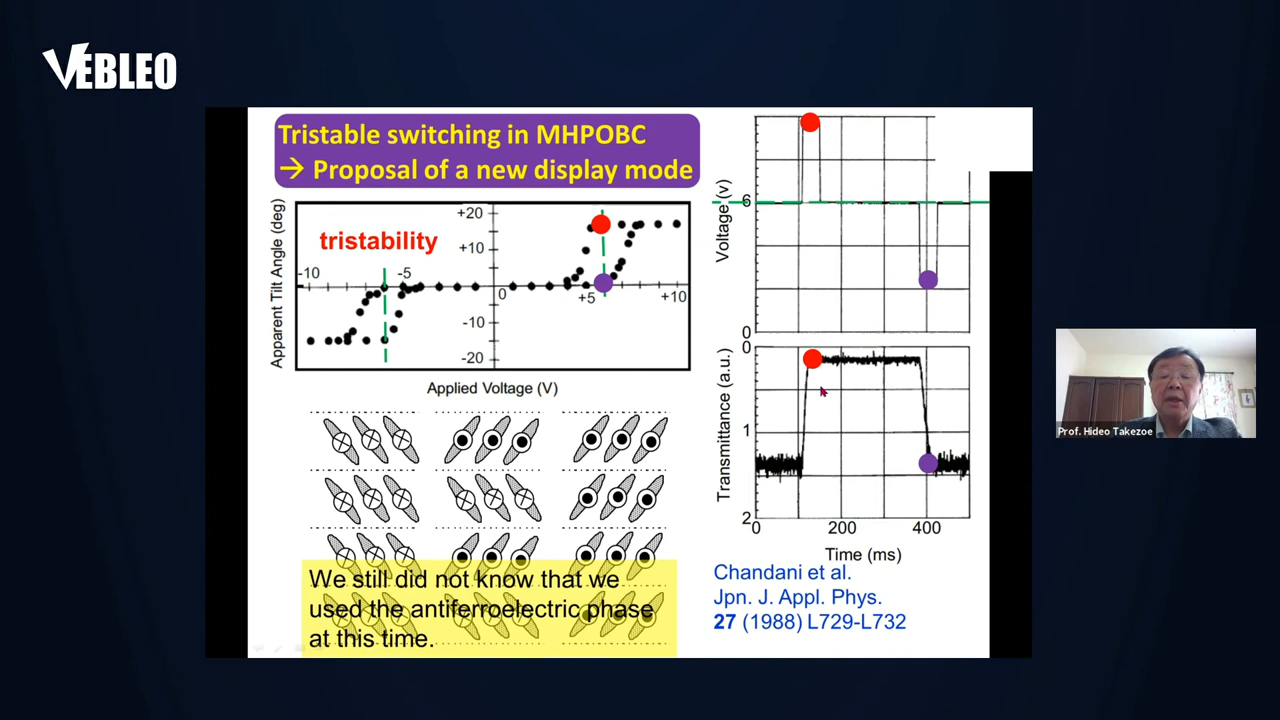 VEBLEO
Tristable switching in MHPOBC
→ Proposal of a new display mode
Apparent Tilt Angle (deg)
tristability
+20
+10
-10
-5
0
+5
+10
-10
-20
Applied Voltage (V)
Voltage (v)
6
0
Transmittance (a.u.)
0
1
2
0
200
400
Time (ms)
We still did not know that we
used the antiferroelectric phase
at this time.
Chandani et al.
Jpn. J. Appl. Phys.
27 (1988) L729-L732
Prof. Hideo Takezoe